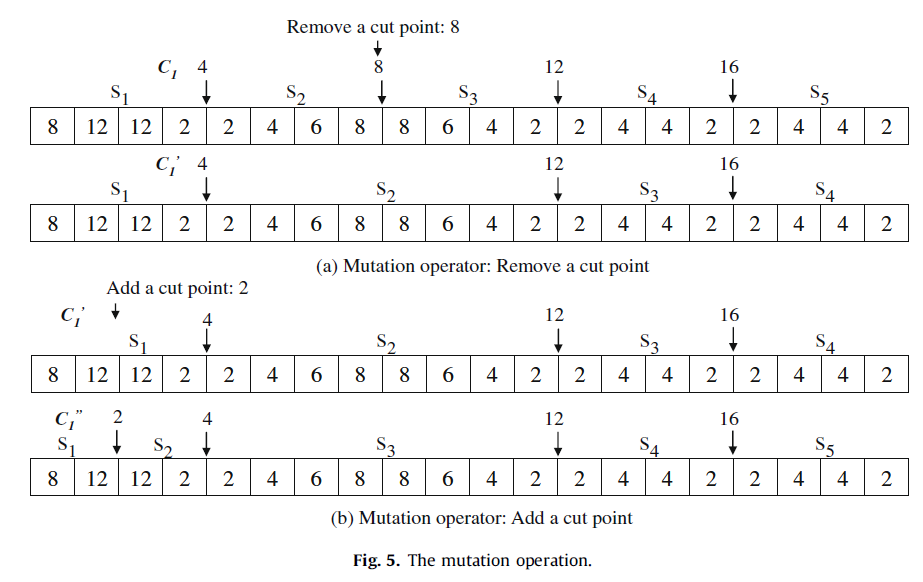 Remove a cut point: 8
C₁ 4 8 12 16
S₁ S₂ S₃ S₄ S₅
8 12 12 2 2 4 6 8 8 6 4 2 2 4 4 2 2 4 4 2
C₁’ 4 12 16
S₁ S₂ S₃ S₄
8 12 12 2 2 4 6 8 8 6 4 2 2 4 4 2 2 4 4 2
(a) Mutation operator: Remove a cut point
Add a cut point: 2
C₁’ 4 12 16
S₁ S₂ S₃ S₄
8 12 12 2 2 4 6 8 8 6 4 2 2 4 4 2 2 4 4 2
C₁” 2 4 12 16
S₁ S₂ S₃ S₄ S₅
8 12 12 2 2 4 6 8 8 6 4 2 2 4 4 2 2 4 4 2
(b) Mutation operator: Add a cut point
Fig. 5. The mutation operation.